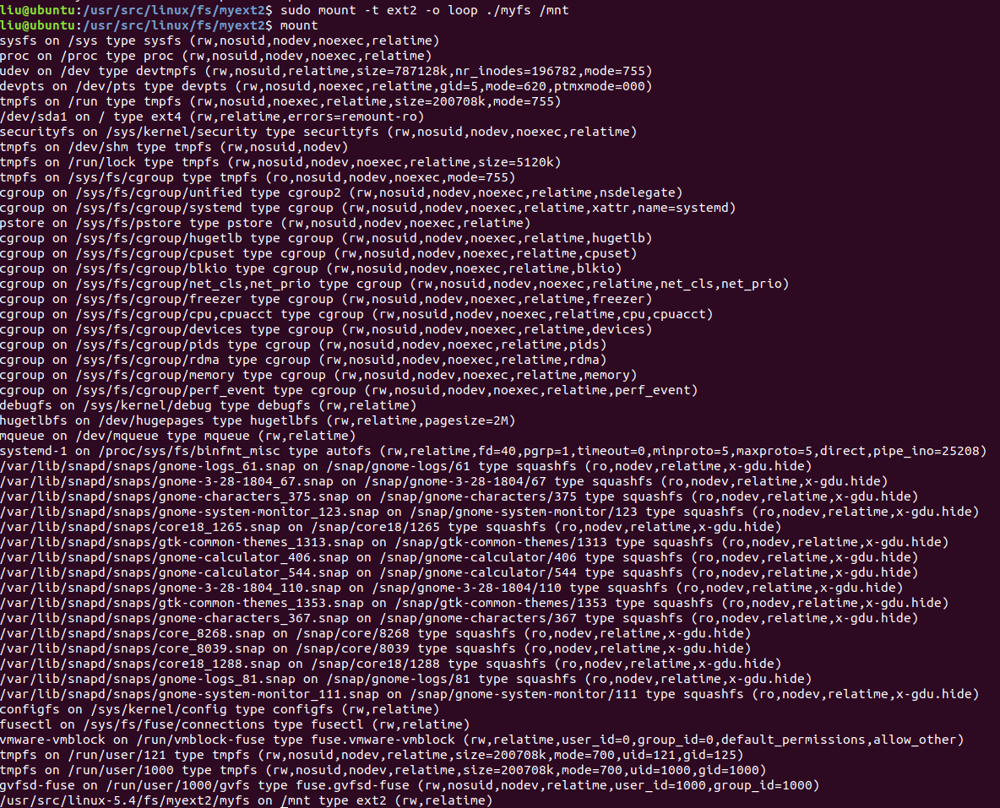 liu@ubuntu:/usr/src/linux/fs/myext2$ sudo mount -t ext2 -o loop ./myfs /mnt
liu@ubuntu:/usr/src/linux/fs/myext2$ mount
sysfs on /sys type sysfs (rw,nosuid,nodev,noexec,relatime)
proc on /proc type proc (rw,nosuid,nodev,noexec,relatime)
udev on /dev type devtmpfs (rw,nosuid,relatime,size=787128k,nr_inodes=196782,mode=755)
devpts on /dev/pts type devpts (rw,nosuid,noexec,relatime,gid=5,mode=620,ptmxmode=000)
tmpfs on /run type tmpfs (rw,nosuid,noexec,relatime,size=200708k,mode=755)
/dev/sda1 on / type ext4 (rw,relatime,errors=remount-ro)
securityfs on /sys/kernel/security type securityfs (rw,nosuid,nodev,noexec,relatime)
tmpfs on /dev/shm type tmpfs (rw,nosuid,nodev)
tmpfs on /run/lock type tmpfs (rw,nosuid,nodev,noexec,relatime,size=5120k)
tmpfs on /sys/fs/cgroup type tmpfs (ro,nosuid,nodev,noexec,mode=755)
cgroup on /sys/fs/cgroup/unified type cgroup2 (rw,nosuid,nodev,noexec,relatime,nsdelegate)
cgroup on /sys/fs/cgroup/systemd type cgroup (rw,nosuid,nodev,noexec,relatime,xattr,name=systemd)
pstore on /sys/fs/pstore type pstore (rw,nosuid,nodev,noexec,relatime)
cgroup on /sys/fs/cgroup/hugetlb type cgroup (rw,nosuid,nodev,noexec,relatime,hugetlb)
cgroup on /sys/fs/cgroup/cpuset type cgroup (rw,nosuid,nodev,noexec,relatime,cpuset)
cgroup on /sys/fs/cgroup/blkio type cgroup (rw,nosuid,nodev,noexec,relatime,blkio)
cgroup on /sys/fs/cgroup/net_cls,net_prio type cgroup (rw,nosuid,nodev,noexec,relatime,net_cls,net_prio)
cgroup on /sys/fs/cgroup/freezer type cgroup (rw,nosuid,nodev,noexec,relatime,freezer)
cgroup on /sys/fs/cgroup/cpu,cpuacct type cgroup (rw,nosuid,nodev,noexec,relatime,cpu,cpuacct)
cgroup on /sys/fs/cgroup/devices type cgroup (rw,nosuid,nodev,noexec,relatime,devices)
cgroup on /sys/fs/cgroup/pids type cgroup (rw,nosuid,nodev,noexec,relatime,pids)
cgroup on /sys/fs/cgroup/rdma type cgroup (rw,nosuid,nodev,noexec,relatime,rdma)
cgroup on /sys/fs/cgroup/memory type cgroup (rw,nosuid,nodev,noexec,relatime,memory)
cgroup on /sys/fs/cgroup/perf_event type cgroup (rw,nosuid,nodev,noexec,relatime,perf_event)
debugfs on /sys/kernel/debug type debugfs (rw,relatime)
hugetlbfs on /dev/hugepages type hugetlbfs (rw,relatime,pagesize=2M)
mqueue on /dev/mqueue type mqueue (rw,relatime)
systemd-1 on /proc/sys/fs/binfmt_misc type autofs (rw,relatime,fd=40,pgrp=1,timeout=0,minproto=5,maxproto=5,direct,pipe_ino=25208)
/var/lib/snapd/snaps/gnome-logs_61.snap on /snap/gnome-logs/61 type squashfs (ro,nodev,relatime,x-gdu.hide)
/var/lib/snapd/snaps/gnome-3-28-1804_67.snap on /snap/gnome-3-28-1804/67 type squashfs (ro,nodev,relatime,x-gdu.hide)
/var/lib/snapd/snaps/gnome-characters_375.snap on /snap/gnome-characters/375 type squashfs (ro,nodev,relatime,x-gdu.hide)
/var/lib/snapd/snaps/gnome-system-monitor_123.snap on /snap/gnome-system-monitor/123 type squashfs (ro,nodev,relatime,x-gdu.hide)
/var/lib/snapd/snaps/core18_1265.snap on /snap/core18/1265 type squashfs (ro,nodev,relatime,x-gdu.hide)
/var/lib/snapd/snaps/gtk-common-themes_1313.snap on /snap/gtk-common-themes/1313 type squashfs (ro,nodev,relatime,x-gdu.hide)
/var/lib/snapd/snaps/gnome-calculator_406.snap on /snap/gnome-calculator/406 type squashfs (ro,nodev,relatime,x-gdu.hide)
/var/lib/snapd/snaps/gnome-calculator_544.snap on /snap/gnome-calculator/544 type squashfs (ro,nodev,relatime,x-gdu.hide)
/var/lib/snapd/snaps/gnome-3-28-1804_110.snap on /snap/gnome-3-28-1804/110 type squashfs (ro,nodev,relatime,x-gdu.hide)
/var/lib/snapd/snaps/gtk-common-themes_1353.snap on /snap/gtk-common-themes/1353 type squashfs (ro,nodev,relatime,x-gdu.hide)
/var/lib/snapd/snaps/gnome-characters_367.snap on /snap/gnome-characters/367 type squashfs (ro,nodev,relatime,x-gdu.hide)
/var/lib/snapd/snaps/core_8268.snap on /snap/core/8268 type squashfs (ro,nodev,relatime,x-gdu.hide)
/var/lib/snapd/snaps/core_8039.snap on /snap/core/8039 type squashfs (ro,nodev,relatime,x-gdu.hide)
/var/lib/snapd/snaps/core18_1288.snap on /snap/core18/1288 type squashfs (ro,nodev,relatime,x-gdu.hide)
/var/lib/snapd/snaps/gnome-logs_81.snap on /snap/gnome-logs/81 type squashfs (ro,nodev,relatime,x-gdu.hide)
/var/lib/snapd/snaps/gnome-system-monitor_111.snap on /snap/gnome-system-monitor/111 type squashfs (ro,nodev,relatime,x-gdu.hide)
configfs on /sys/kernel/config type configfs (rw,relatime)
fusectl on /sys/fs/fuse/connections type fusectl (rw,relatime)
vmware-vmblock on /run/vmblock-fuse type fuse.vmware-vmblock (rw,relatime,user_id=0,group_id=0,default_permissions,allow_other)
tmpfs on /run/user/121 type tmpfs (rw,nosuid,nodev,relatime,size=200708k,mode=700,uid=121,gid=125)
tmpfs on /run/user/1000 type tmpfs (rw,nosuid,nodev,relatime,size=200708k,mode=700,uid=1000,gid=1000)
gvfsd-fuse on /run/user/1000/gvfs type fuse.gvfsd-fuse (rw,nosuid,nodev,relatime,user_id=1000,group_id=1000)
/usr/src/linux-5.4/fs/myext2/myfs on /mnt type ext2 (rw,relatime)